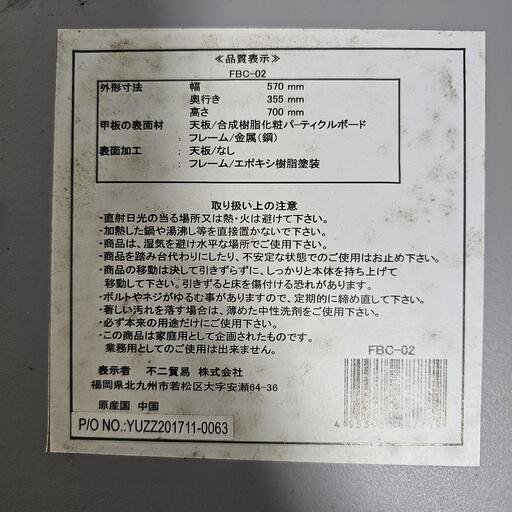 ≪品質表示≫
FBC-02
外形寸法 : 幅 570 mm
: 奥行き 355 mm
: 高さ 700 mm
甲板の表面材 : 天板/合成樹脂化粧パーティクルボード
: フレーム/金属(鋼)
表面加工 : 天板/なし
: フレーム/エポキシ樹脂塗装
取り扱い上の注意
・直射日光の当る場所又は熱・火は避けて下さい。
・加熱した鍋や湯沸し等を直接置かないで下さい。
・商品は、湿気を避け水平な場所でご使用下さい。
・商品を踏み台代わりにしたり、不安定な状態でのご使用はお止め下さい。
・商品の移動は決して引きずらずに、しっかりと本体を持ち上げて
移動して下さい。引きずると床を傷付ける恐れがあります。
・ボルトやネジがゆるむ事がありますので、定期的に締め直して下さい。
・著しい汚れを落す場合は、薄めた中性洗剤をご使用下さい。
・必ず本来の用途だけにご使用下さい。
・この商品は家庭用として企画されたものです。
業務用としてのご使用は出来ません。
表示者 不二貿易 株式会社
福岡県北九州市若松区大字安瀬64-36
原産国 中国
P/O NO.:YUZZ201711-0063
FBC-02